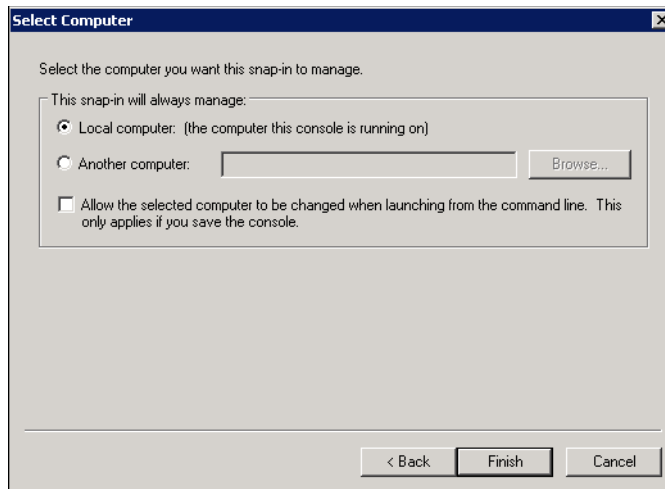 Select Computer
Select the computer you want this snap-in to manage.
This snap-in will always manage:
Local computer: (the computer this console is running on)
Another computer:
Browse...
Allow the selected computer to be changed when launching from the command line. This
only applies if you save the console.
< Back
Finish
Cancel